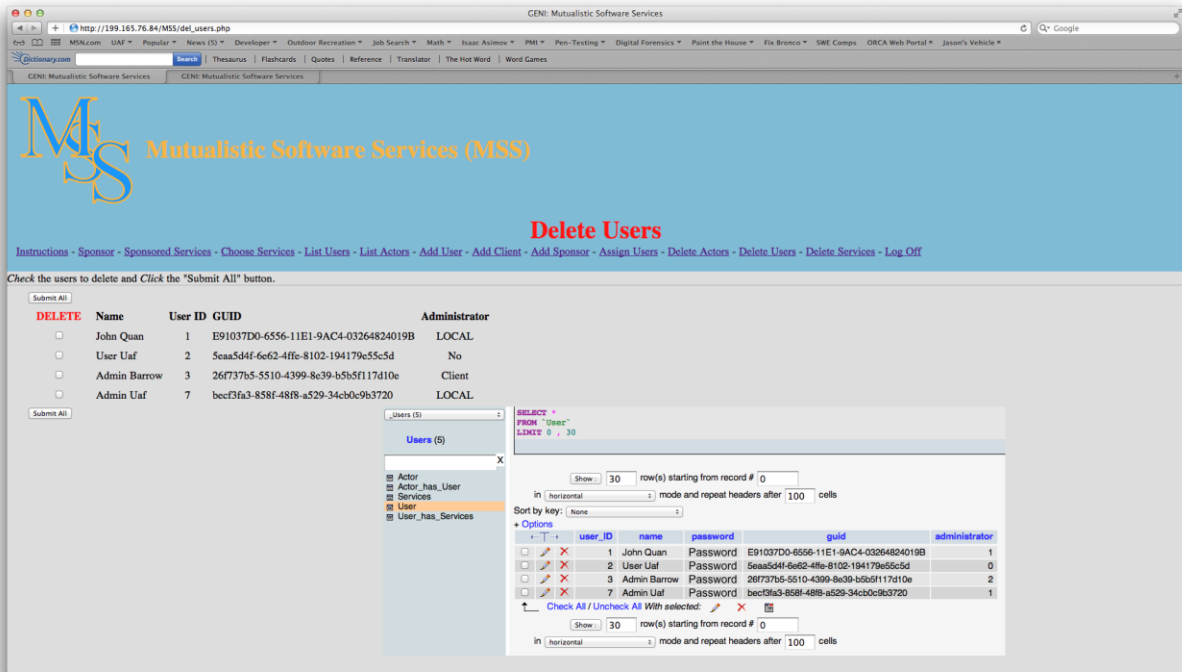 GENI: Mutualistic Software Services
http://199.165.76.84/MSS/del_users.php
Google
MSN.com UAF Popular News (5) Developer Outdoor Recreation Job Search Math Isaac Asimov PMI Pen-Testing Digital Forensics Paint the House Fix Bronco SWE Comps ORCA Web Portal Jason's Vehicle
Dictionary.com Search Thesaurus Flashcards Quotes Reference Translator The Hot Word Word Games
GENI: Mutualistic Software Services GENI: Mutualistic Software Services
MSS
Mutualistic Software Services (MSS)
Delete Users
Instructions - Sponsor - Sponsored Services - Choose Services - List Users - List Actors - Add User - Add Client - Add Sponsor - Assign Users - Delete Actors - Delete Users - Delete Services - Log Off
Check the users to delete and Click the "Submit All" button.
Submit All
DELETE Name User ID GUID Administrator
John Quan 1 E91037D0-6556-11E1-9AC4-03264824019B LOCAL
User Uaf 2 5eaa5d4f-6e62-4ffe-8102-194179e55c5d No
Admin Barrow 3 26f737b5-5510-4399-8e39-b5b5f117d10e Client
Admin Uaf 7 becf3fa3-858f-48f8-a529-34cb0c9b3720 LOCAL
Submit All
_Users (5)
Users (5)
X
Actor
Actor_has_User
Services
User
User_has_Services
SELECT *
FROM `User`
LIMIT 0 , 30
Show : 30 row(s) starting from record # 0
in horizontal mode and repeat headers after 100 cells
Sort by key: None
+ Options
←T→ user_ID name password guid administrator
1 John Quan Password E91037D0-6556-11E1-9AC4-03264824019B 1
2 User Uaf Password 5eaa5d4f-6e62-4ffe-8102-194179e55c5d 0
3 Admin Barrow Password 26f737b5-5510-4399-8e39-b5b5f117d10e 2
7 Admin Uaf Password becf3fa3-858f-48f8-a529-34cb0c9b3720 1
Check All / Uncheck All With selected:
Show : 30 row(s) starting from record # 0
in horizontal mode and repeat headers after 100 cells